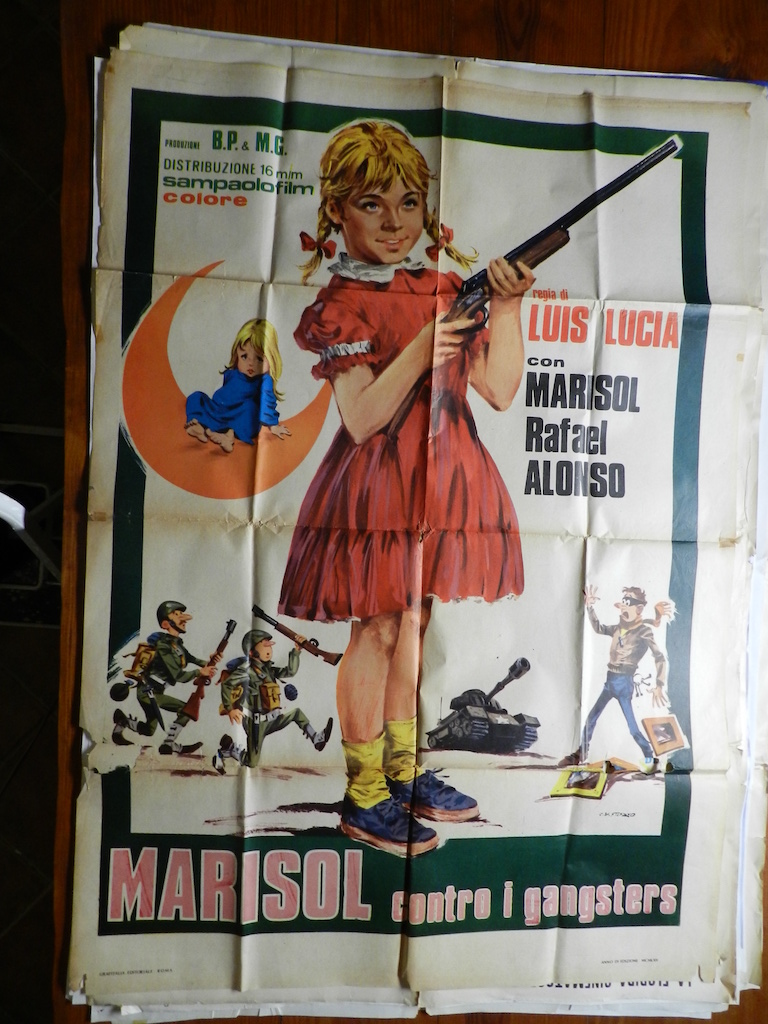 PRODUZIONE B.P. & M.G.
DISTRIBUZIONE 16 m/m
sampaolofilm
colore
regia di
LUIS LUCIA
con
MARISOL
Rafael
ALONSO
MARISOL contro i gangsters